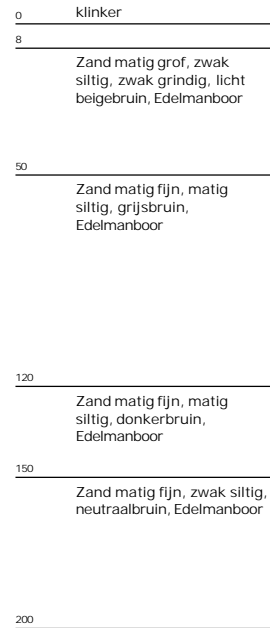 0
klinker
8
Zand matig grof, zwak
siltig, zwak grindig, licht
beigebruin, Edelmanboor
50
Zand matig fijn, matig
siltig, grijsbruin,
Edelmanboor
120
Zand matig fijn, matig
siltig, donkerbruin,
Edelmanboor
150
Zand matig fijn, zwak siltig,
neutraalbruin, Edelmanboor
200